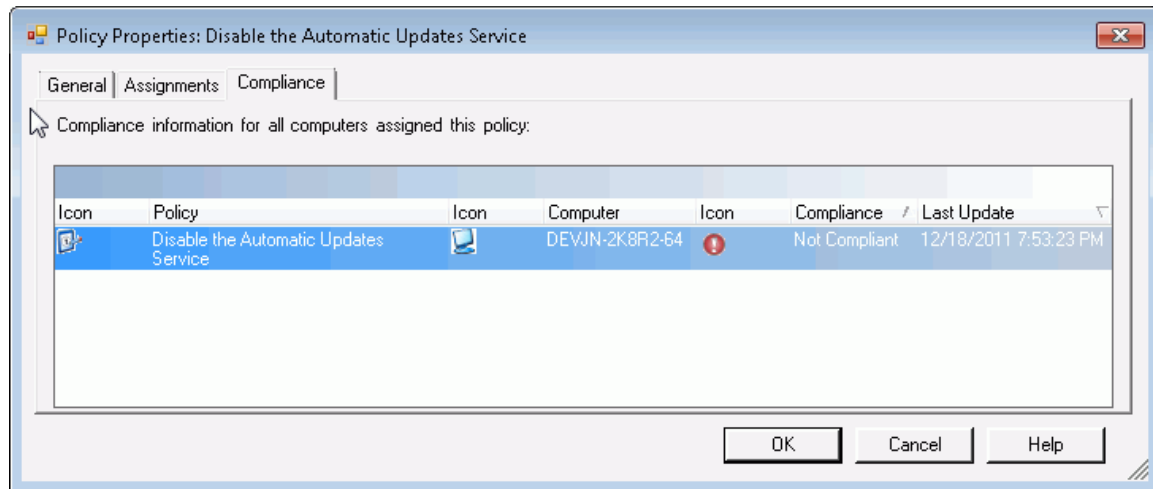 Policy Properties: Disable the Automatic Updates Service
General Assignments Compliance
Compliance information for all computers assigned this policy:
Icon Policy Icon Computer Icon Compliance Last Update
Disable the Automatic Updates DEVJN-2K8R2-64 Not Compliant 12/18/2011 7:53:23 PM
Service
OK Cancel Help